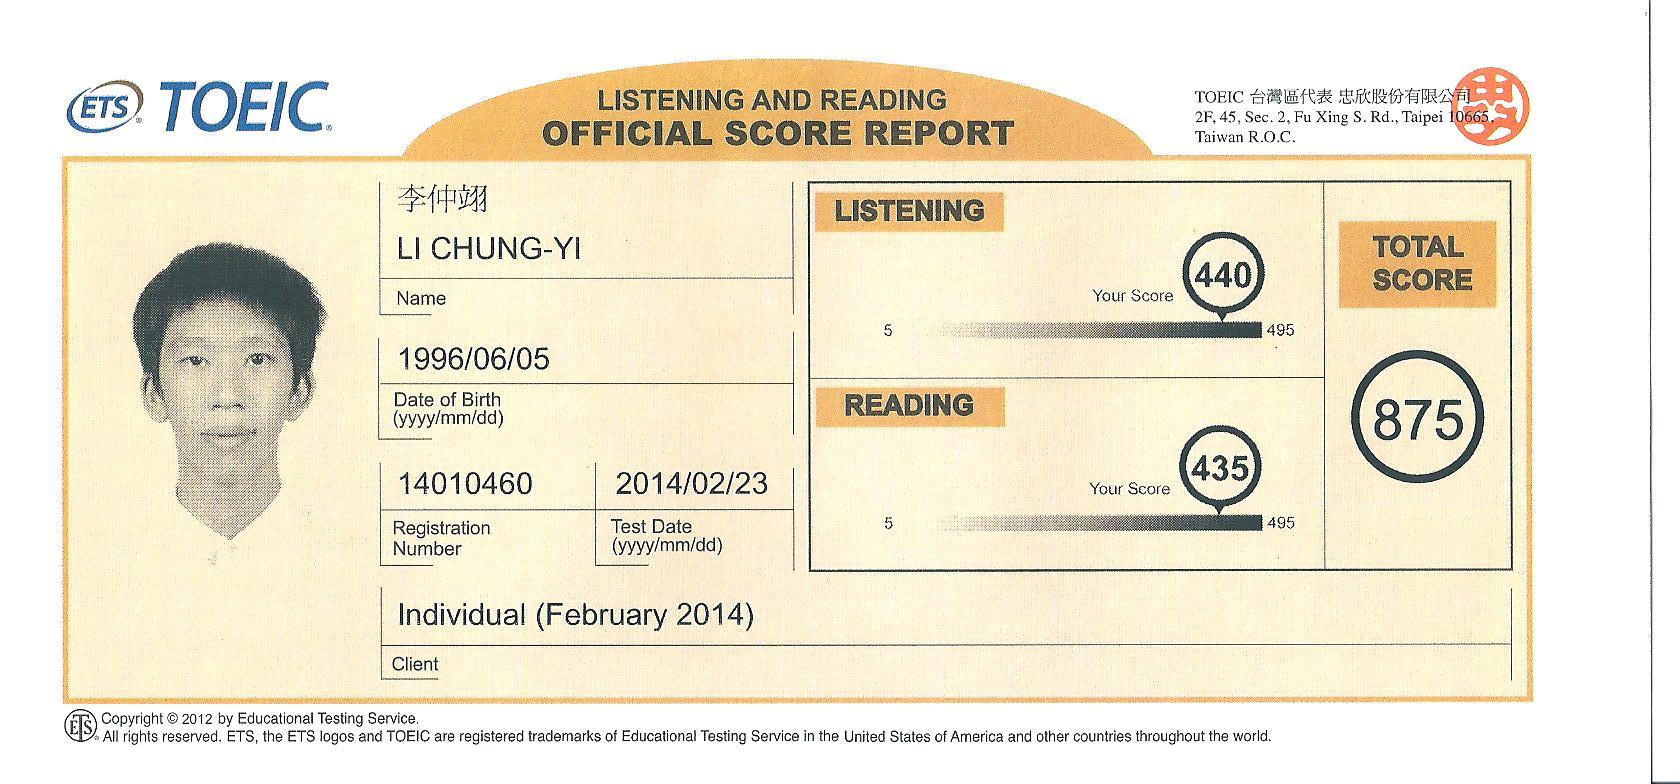 ETS TOEIC
LISTENING AND READING
OFFICIAL SCORE REPORT
TOEIC 台灣區代表 忠欣股份有限公司
2F, 45, Sec. 2, Fu Xing S. Rd., Taipei 10665,
Taiwan R.O.C.
李仲翊
LI CHUNG-YI
Name
1996/06/05
Date of Birth
(yyyy/mm/dd)
14010460
Registration
Number
2014/02/23
Test Date
(yyyy/mm/dd)
Individual (February 2014)
Client
LISTENING
Your Score
440
5
495
READING
Your Score
435
5
495
TOTAL
SCORE
875
ETS Copyright © 2012 by Educational Testing Service.
All rights reserved. ETS, the ETS logos and TOEIC are registered trademarks of Educational Testing Service in the United States of America and other countries throughout the world.